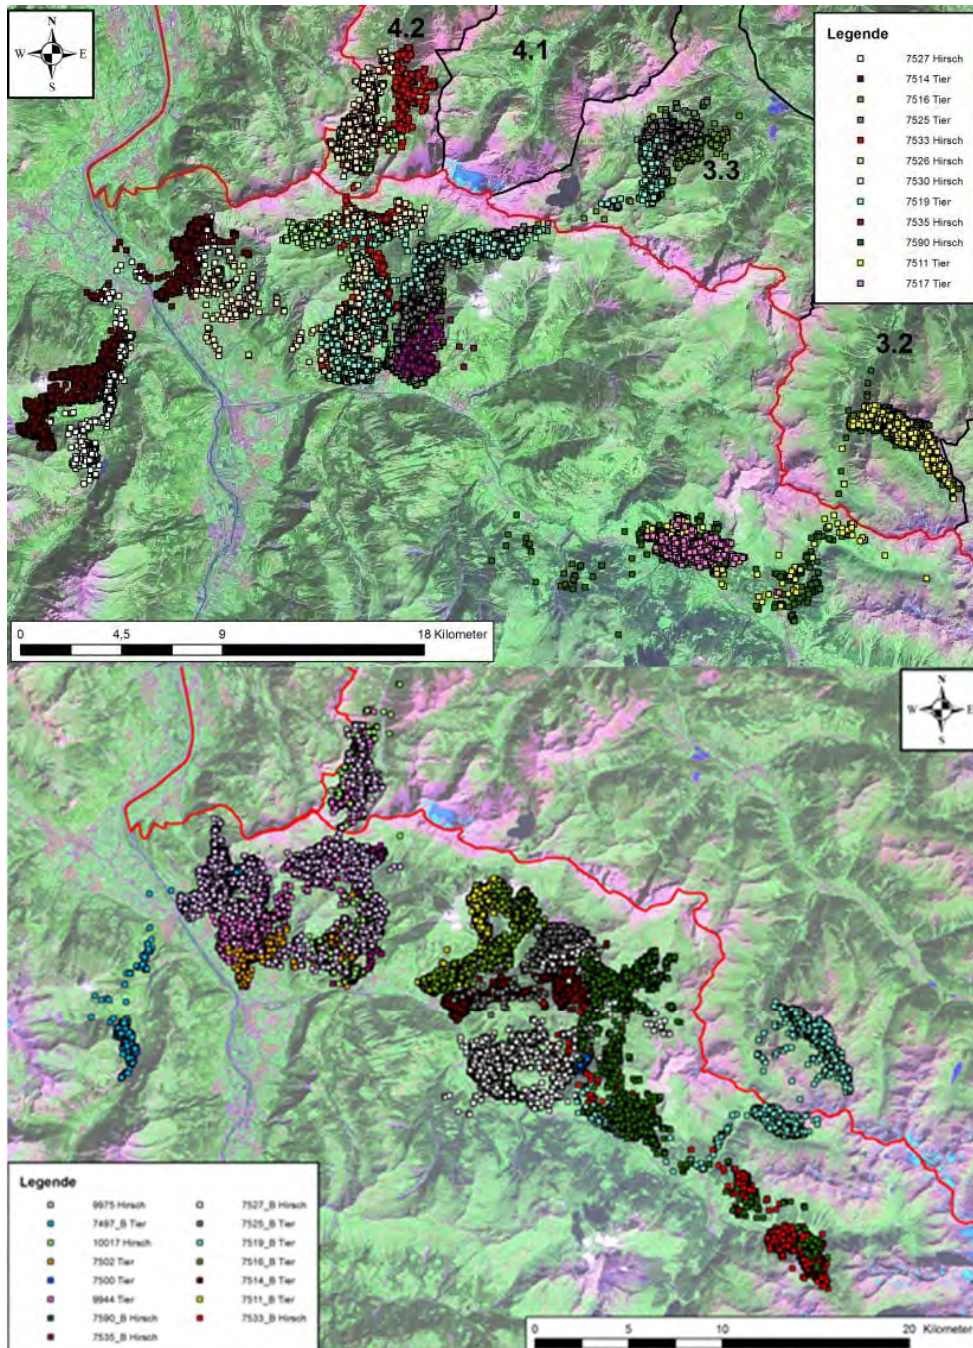 N
W E
S
4.2
4.1
3.3
3.2
Legende
7527 Hirsch
7514 Tier
7516 Tier
7525 Tier
7533 Hirsch
7526 Hirsch
7530 Hirsch
7519 Tier
7535 Hirsch
7590 Hirsch
7511 Tier
7517 Tier
0 4,5 9 18 Kilometer
N
W E
S
Legende
9975 Hirsch 7527_B Hirsch
7497_B Tier 7525_B Tier
10017 Hirsch 7519_B Tier
7502 Tier 7516_B Tier
7500 Tier 7514_B Tier
9944 Tier 7511_B Tier
7590_B Hirsch 7533_B Hirsch
7535_B Hirsch
Kilometer
0 5 10 20